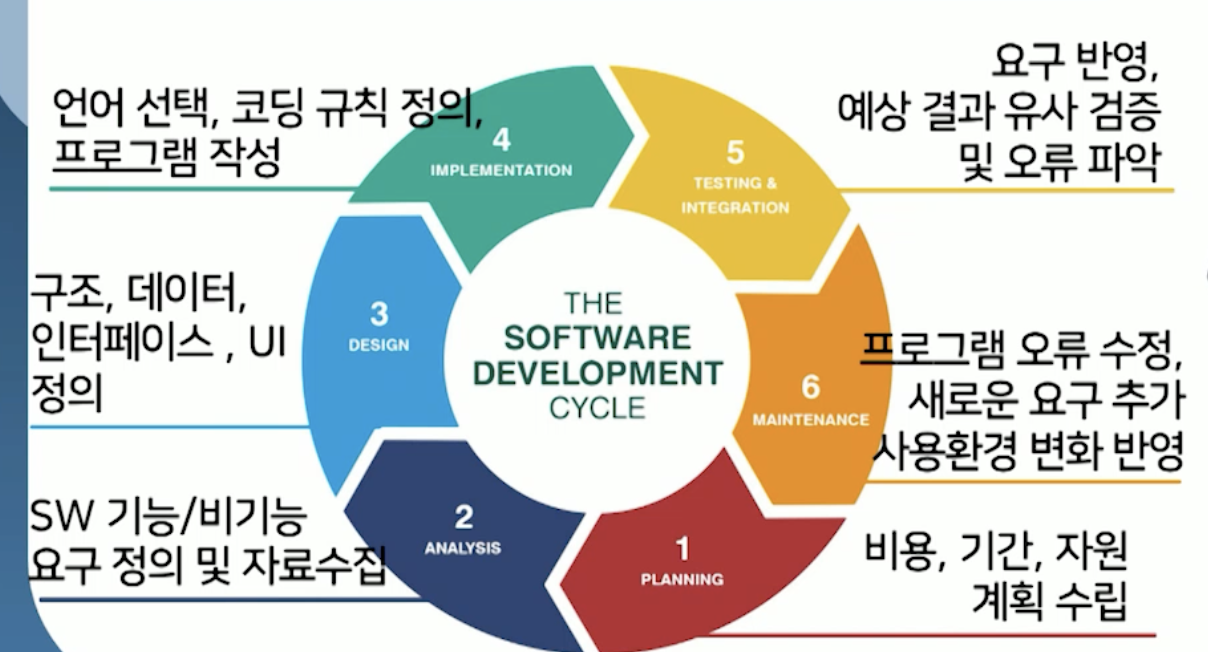 언어 선택, 코딩 규칙 정의,
프로그램 작성
4
IMPLEMENTATION
요구 반영,
예상 결과 유사 검증
및 오류 파악
5
TESTING &
INTEGRATION
구조, 데이터,
인터페이스 , UI
정의
3
DESIGN
THE
SOFTWARE
DEVELOPMENT
CYCLE
프로그램 오류 수정,
새로운 요구 추가
사용환경 변화 반영
6
MAINTENANCE
SW 기능/비기능
요구 정의 및 자료수집
2
ANALYSIS
1
PLANNING
비용, 기간, 자원
계획 수립